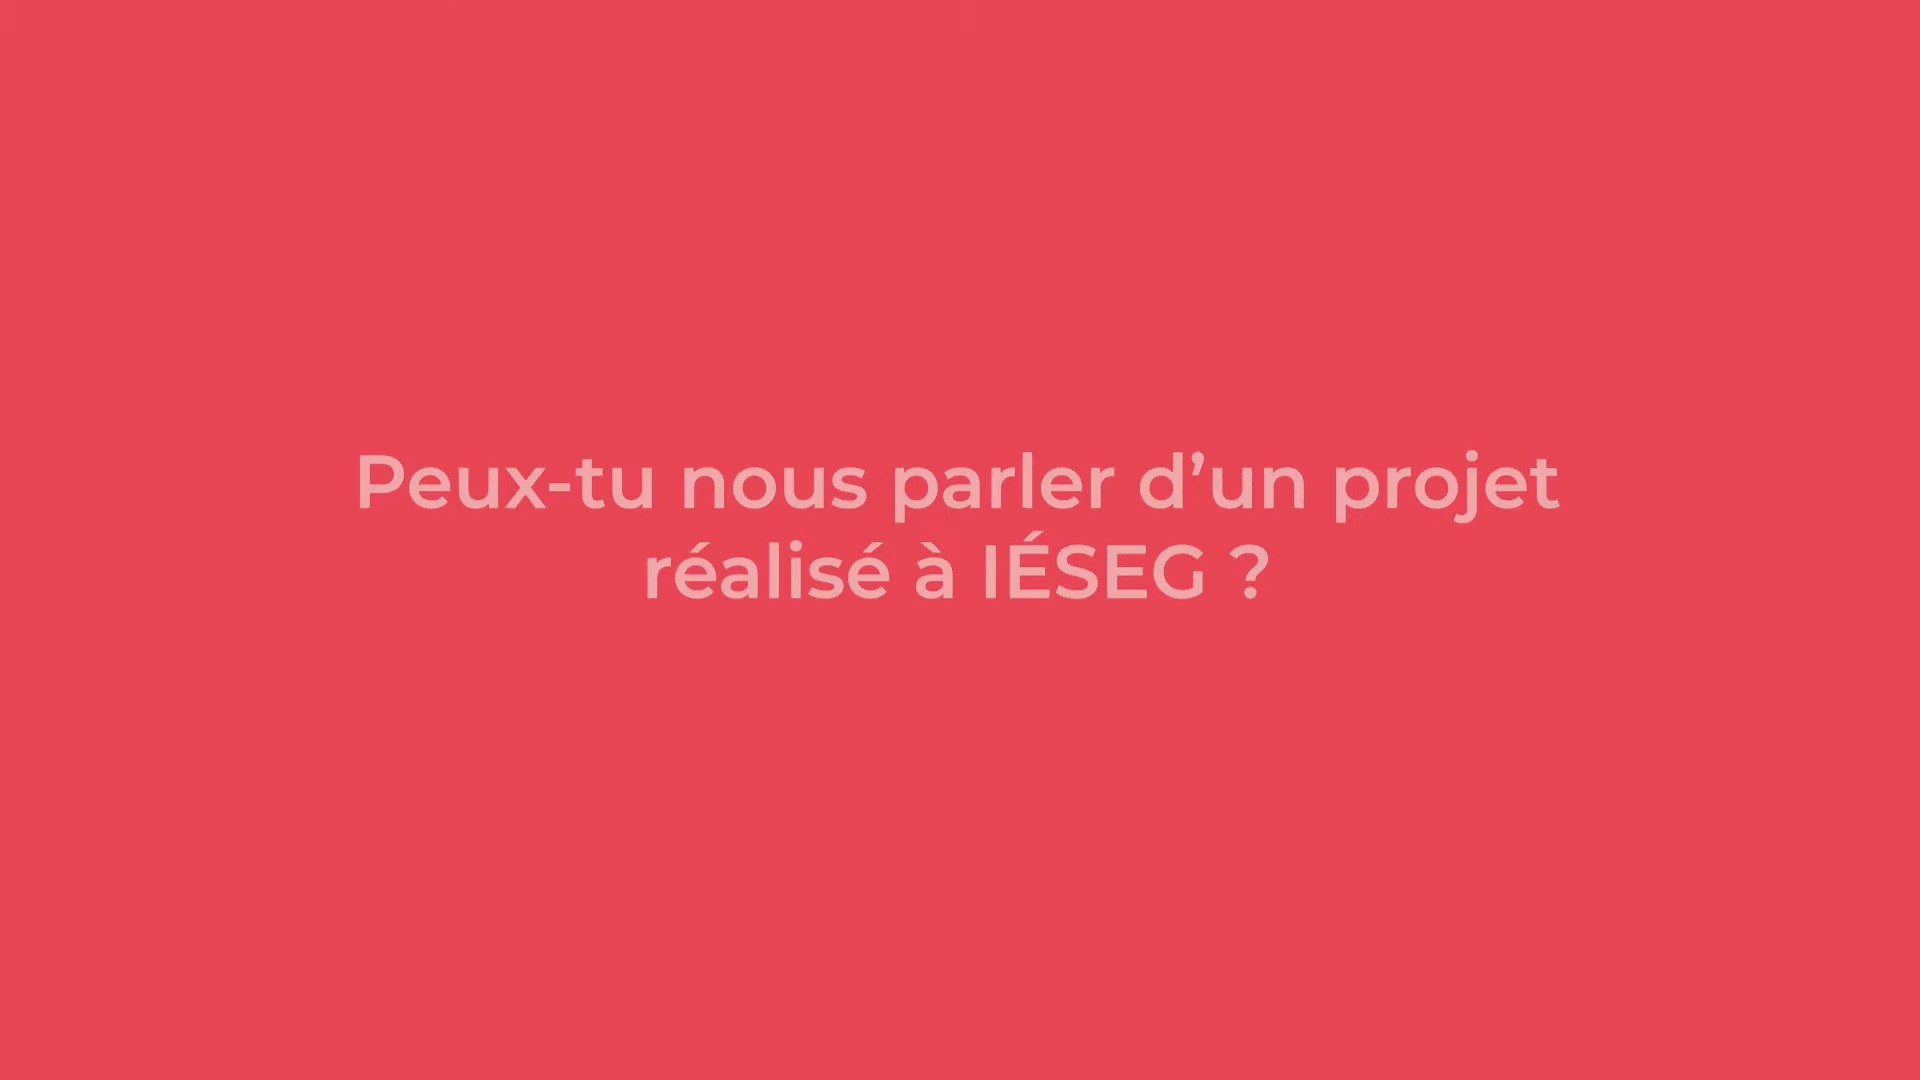 Peux-tu nous parler d’un projet
réalisé à IÉSEG ?